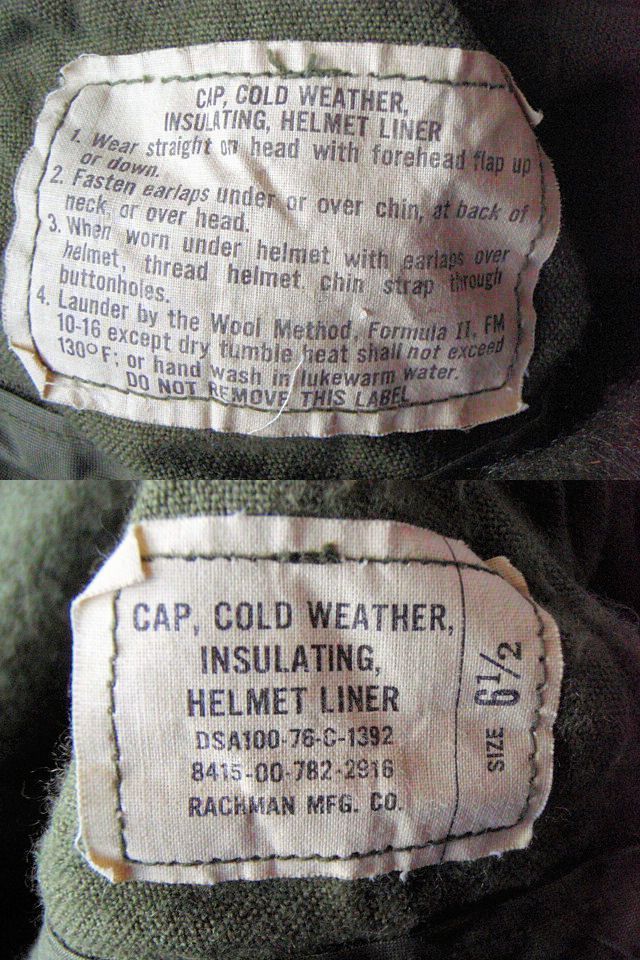 CAP, COLD WEATHER,
INSULATING, HELMET LINER
1. Wear straight on head with forehead flap up
or down.
2. Fasten earlaps under or over chin, at back of
neck, or over head.
3. When worn under helmet with earlaps over
helmet, thread helmet chin strap through
buttonholes.
4. Launder by the Wool Method, Formula II, FM
10-16 except dry tumble heat shall not exceed
130°F; or hand wash in lukewarm water.
DO NOT REMOVE THIS LABEL
CAP, COLD WEATHER,
INSULATING,
HELMET LINER
DSA100-76-C-1392
8415-00-782-2916
RACHMAN MFG. CO.
SIZE 6½